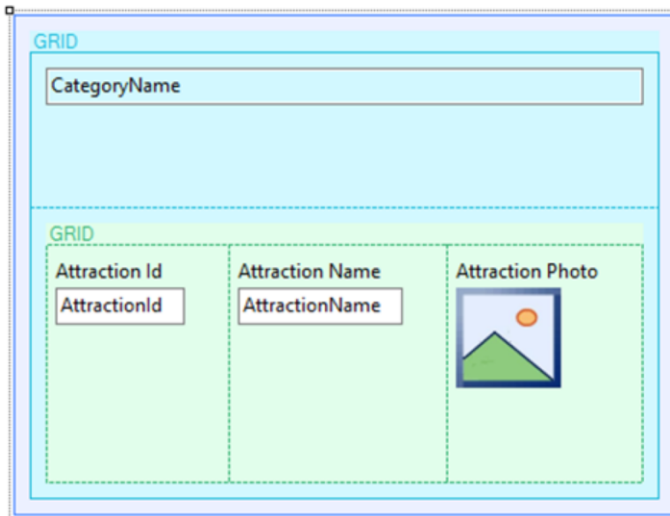 GRID
CategoryName
GRID
Attraction Id Attraction Name Attraction Photo
AttractionId AttractionName